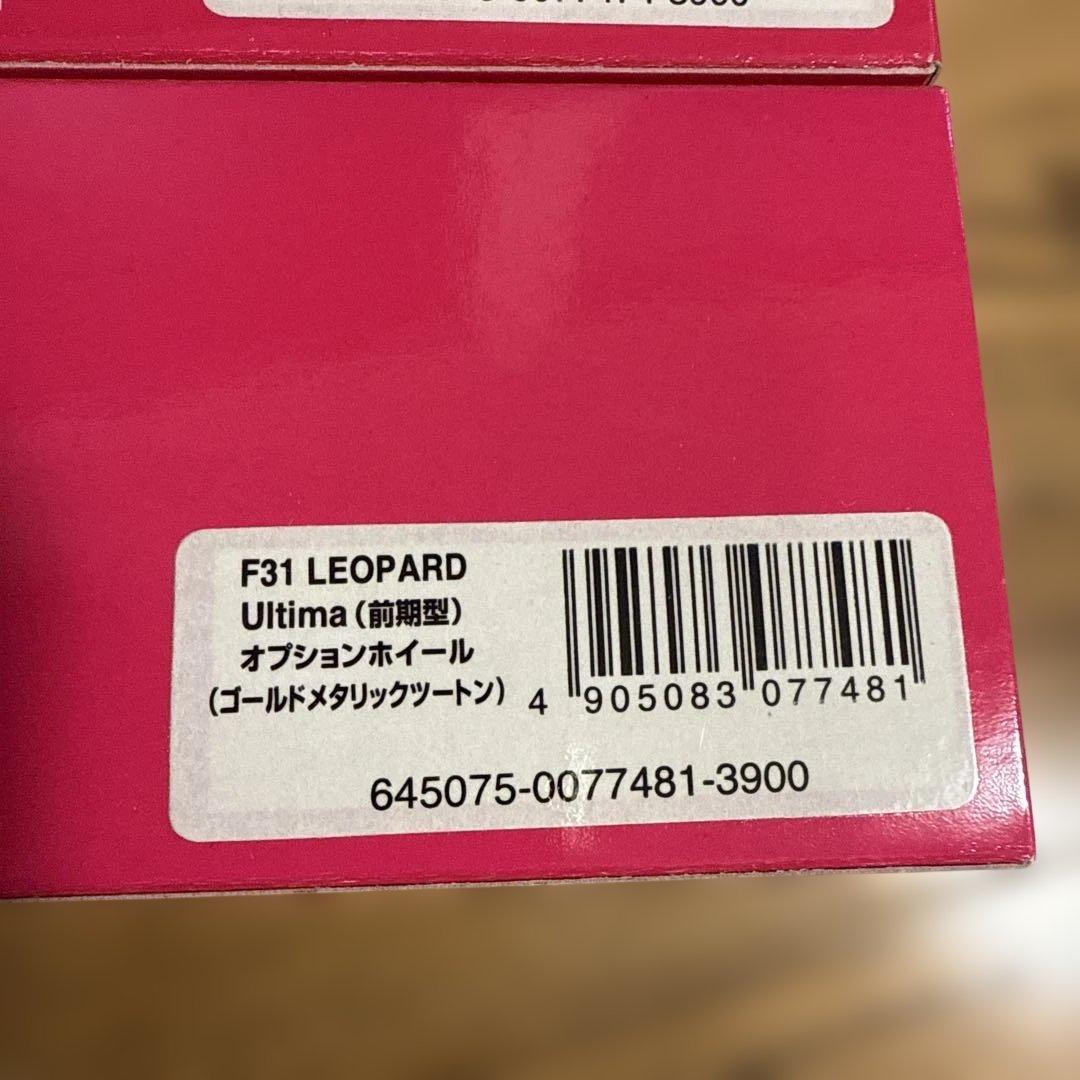 F31 LEOPARD
Ultima(前期型)
オプションホイール
(ゴールドメタリックツートン)
4 905083 077481
645075-0077481-3900